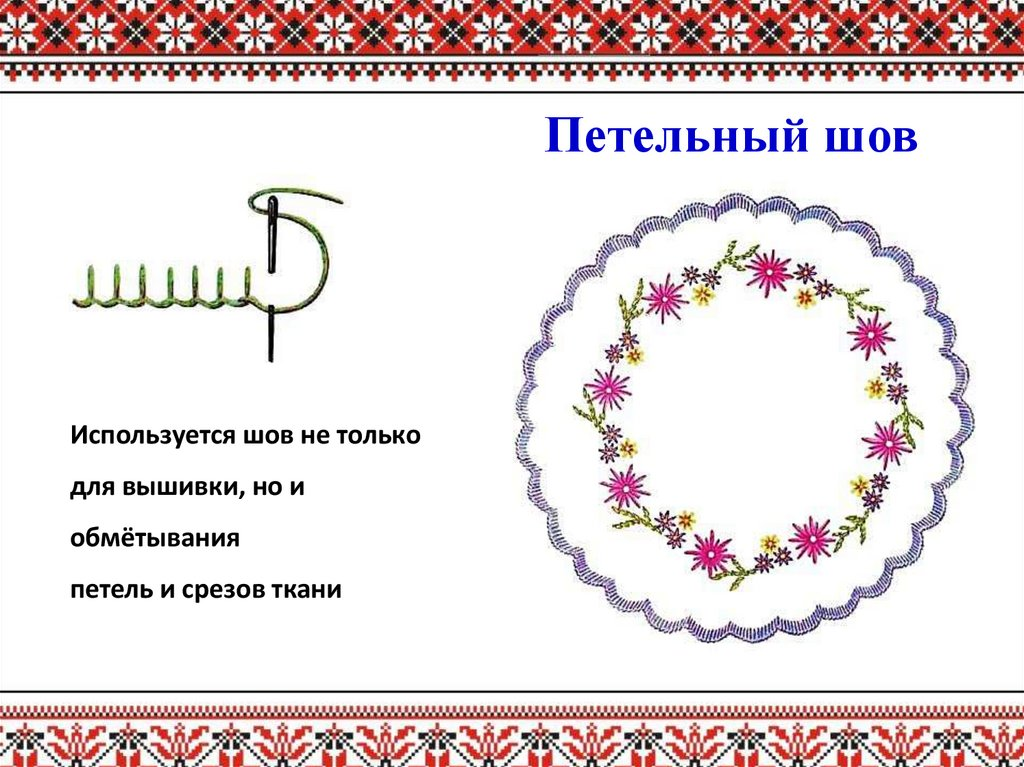 Петельный шов
Используется шов не только
для вышивки, но и
обмётывания
петель и срезов ткани